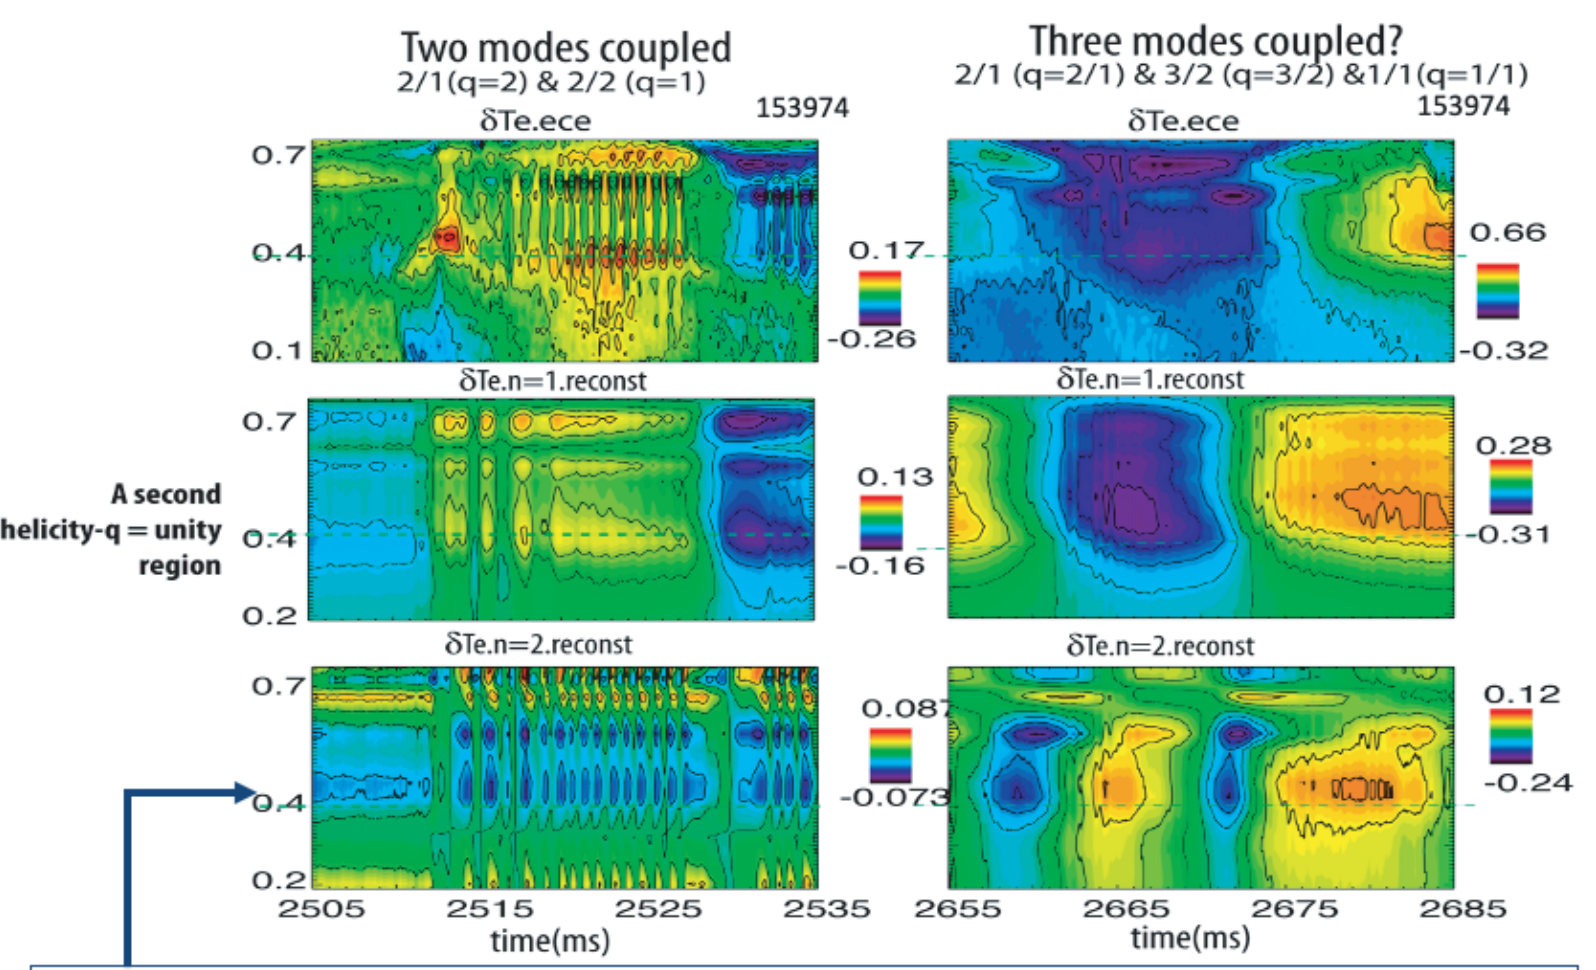 Two modes coupled
2/1(q=2) & 2/2 (q=1)
153974
δTe.ece
Three modes coupled?
2/1 (q=2/1) & 3/2 (q=3/2) &1/1(q=1/1)
153974
δTe.ece
0.7
0.4
0.1
0.17
-0.26
0.66
-0.32
δTe.n=1.reconst
δTe.n=1.reconst
0.7
0.4
0.2
A second
helicity-q = unity
region
0.13
-0.16
0.28
-0.31
δTe.n=2.reconst
δTe.n=2.reconst
0.7
0.4
0.2
0.087
-0.073
0.12
-0.24
2505 2515 2525 2535
time(ms)
2655 2665 2675 2685
time(ms)